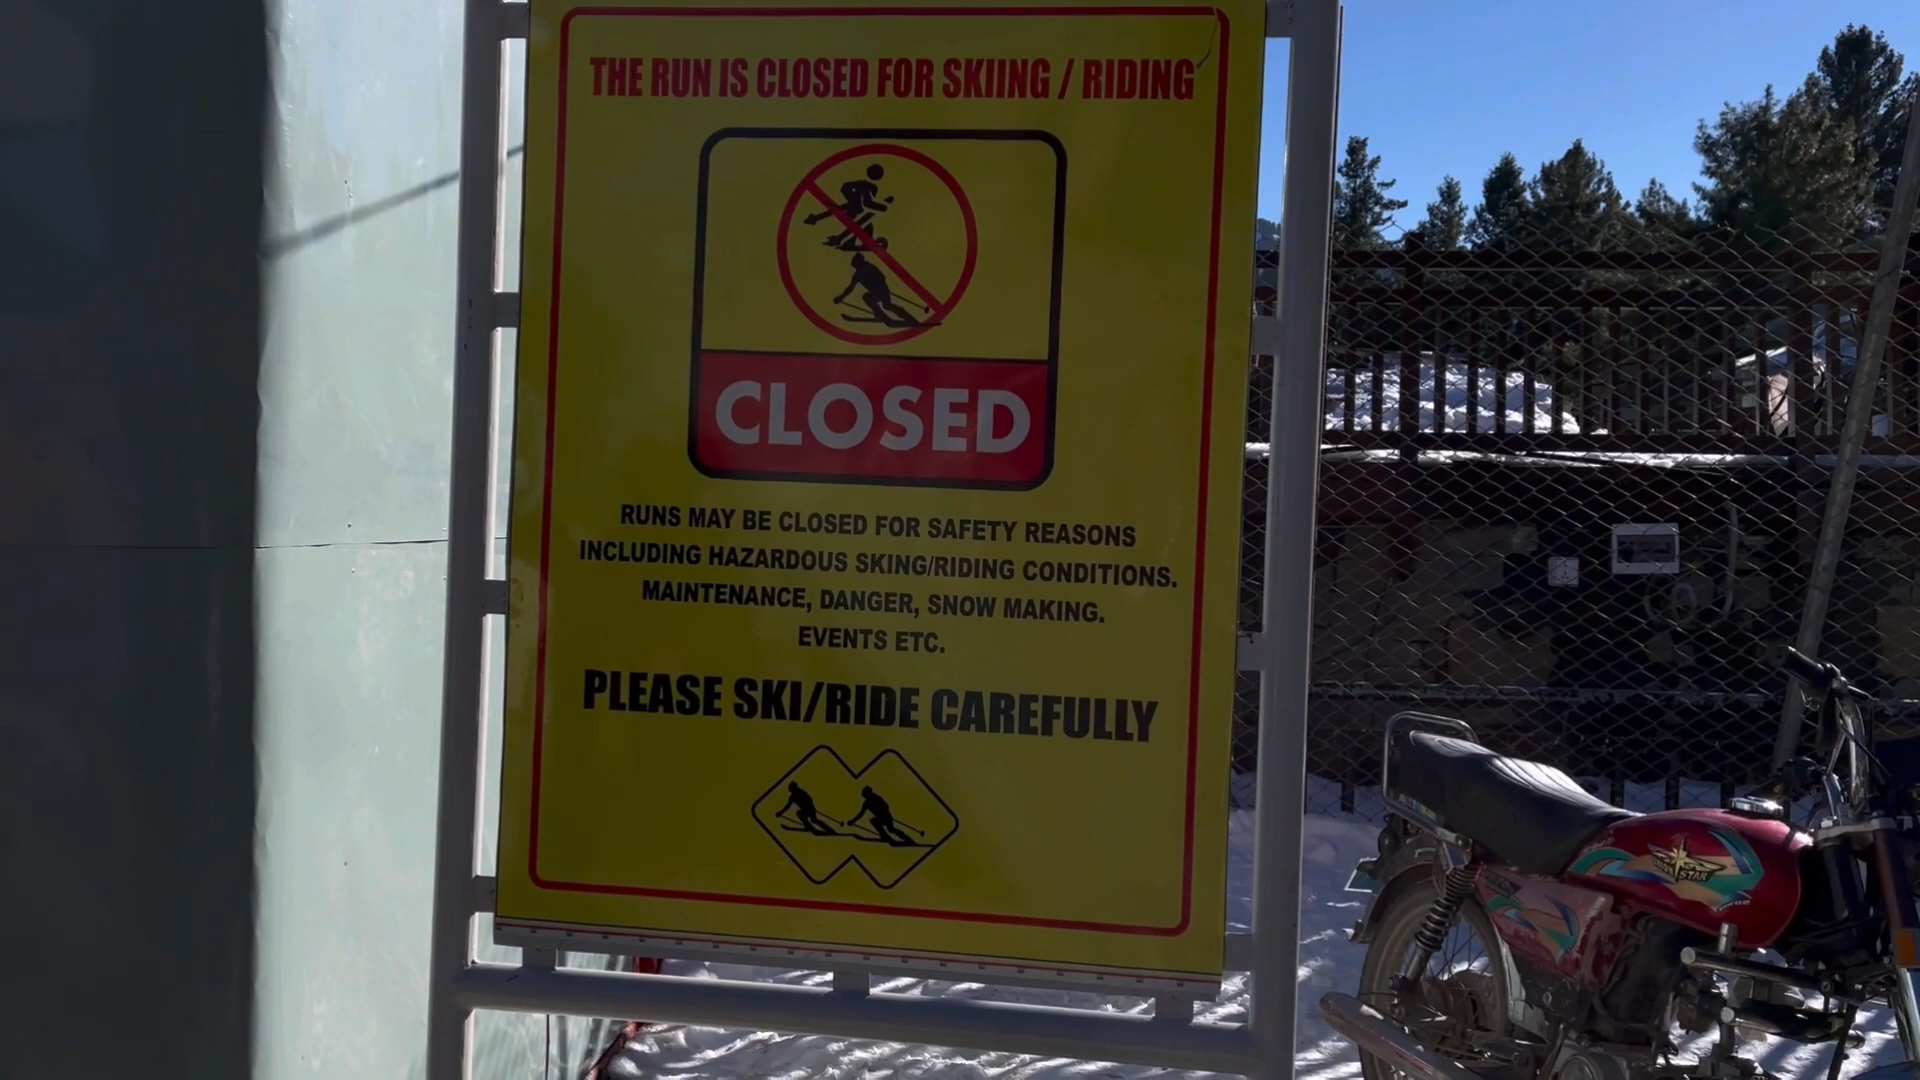 THE RUN IS CLOSED FOR SKIING / RIDING
CLOSED
RUNS MAY BE CLOSED FOR SAFETY REASONS
INCLUDING HAZARDOUS SKING/RIDING CONDITIONS.
MAINTENANCE, DANGER, SNOW MAKING.
EVENTS ETC.
PLEASE SKI/RIDE CAREFULLY
STAR